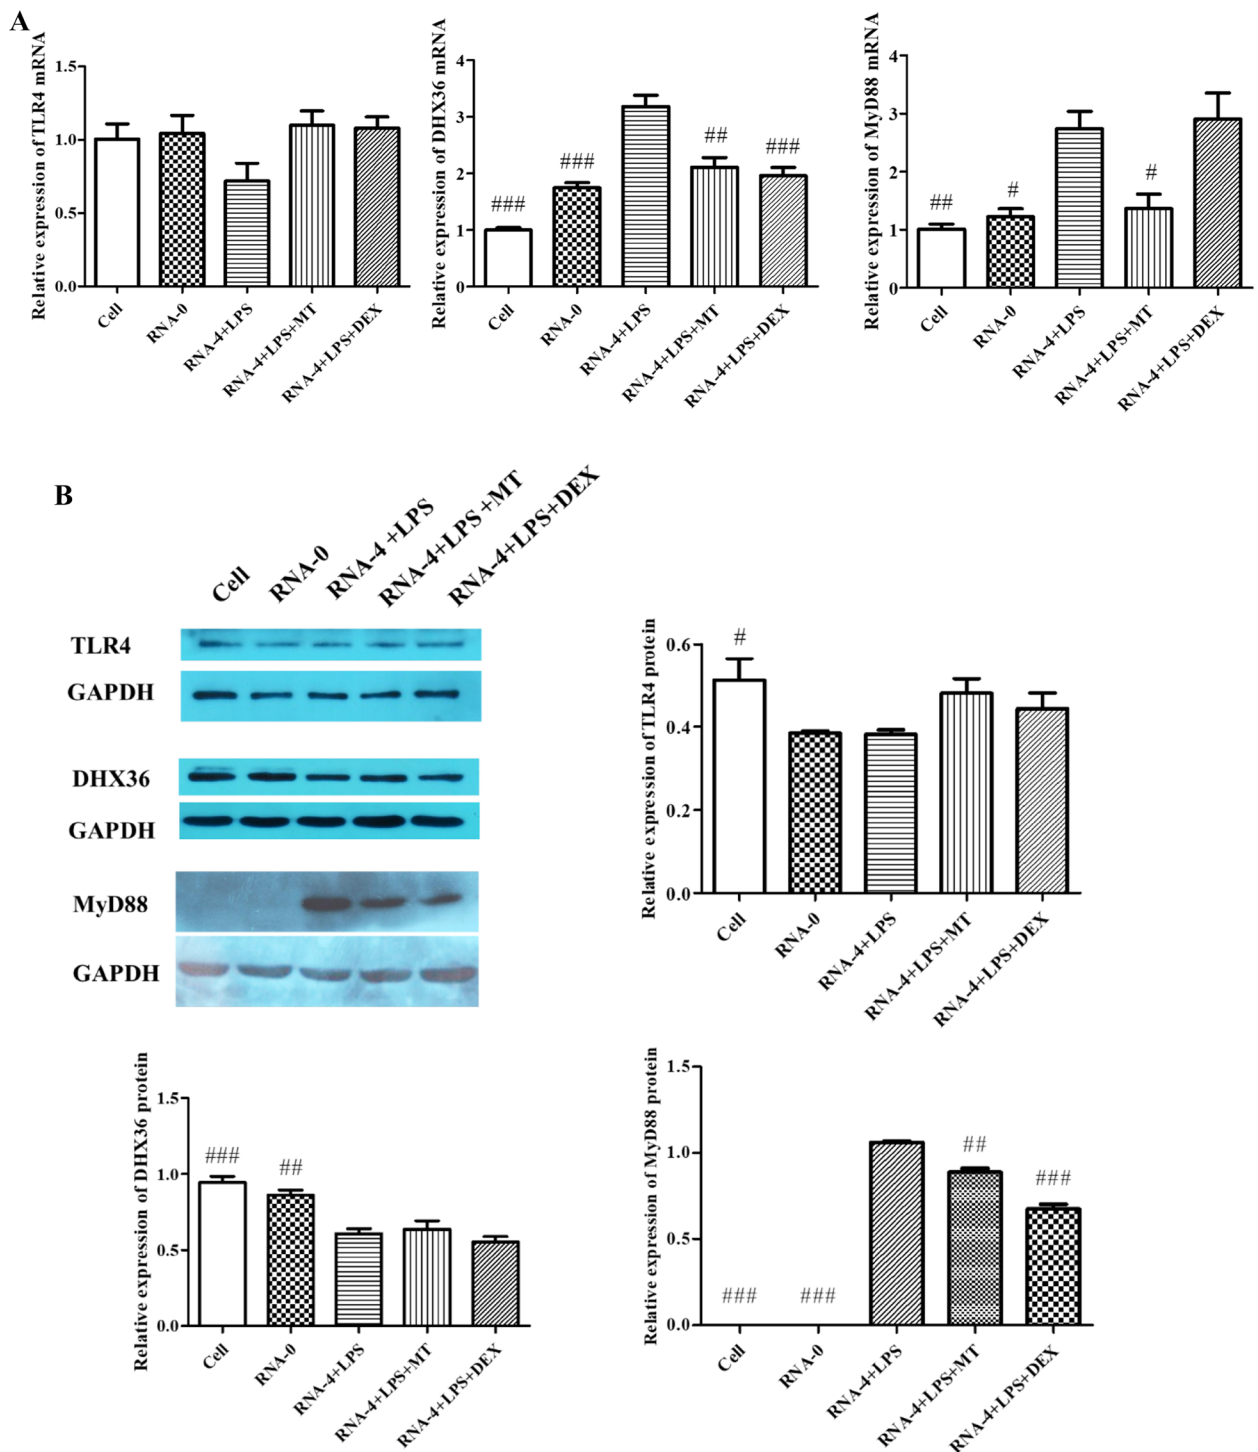 A
Relative expression of TLR4 mRNA
1.5
1.0
0.5
0.0
Cell
RNA-0
RNA-4+LPS
RNA-4+LPS+MT
RNA-4+LPS+DEX
Relative expression of DHX36 mRNA
4
3
2
1
0
###
###
##
###
Cell
RNA-0
RNA-4+LPS
RNA-4+LPS+MT
RNA-4+LPS+DEX
Relative expression of MyD88 mRNA
4
3
2
1
0
##
#
#
Cell
RNA-0
RNA-4+LPS
RNA-4+LPS+MT
RNA-4+LPS+DEX
B
Cell
RNA-0
RNA-4 +LPS
RNA-4+LPS +MT
RNA-4+LPS+DEX
TLR4
GAPDH
DHX36
GAPDH
MyD88
GAPDH
Relative expression of TLR4 protein
0.6
0.4
0.2
0.0
#
Cell
RNA-0
RNA-4+LPS
RNA-4+LPS+MT
RNA-4+LPS+DEX
Relative expression of DHX36 protein
1.5
1.0
0.5
0.0
###
##
Cell
RNA-0
RNA-4+LPS
RNA-4+LPS+MT
RNA-4+LPS+DEX
Relative expression of MyD88 protein
1.5
1.0
0.5
0.0
###
###
##
###
Cell
RNA-0
RNA-4+LPS
RNA-4+LPS+MT
RNA-4+LPS+DEX